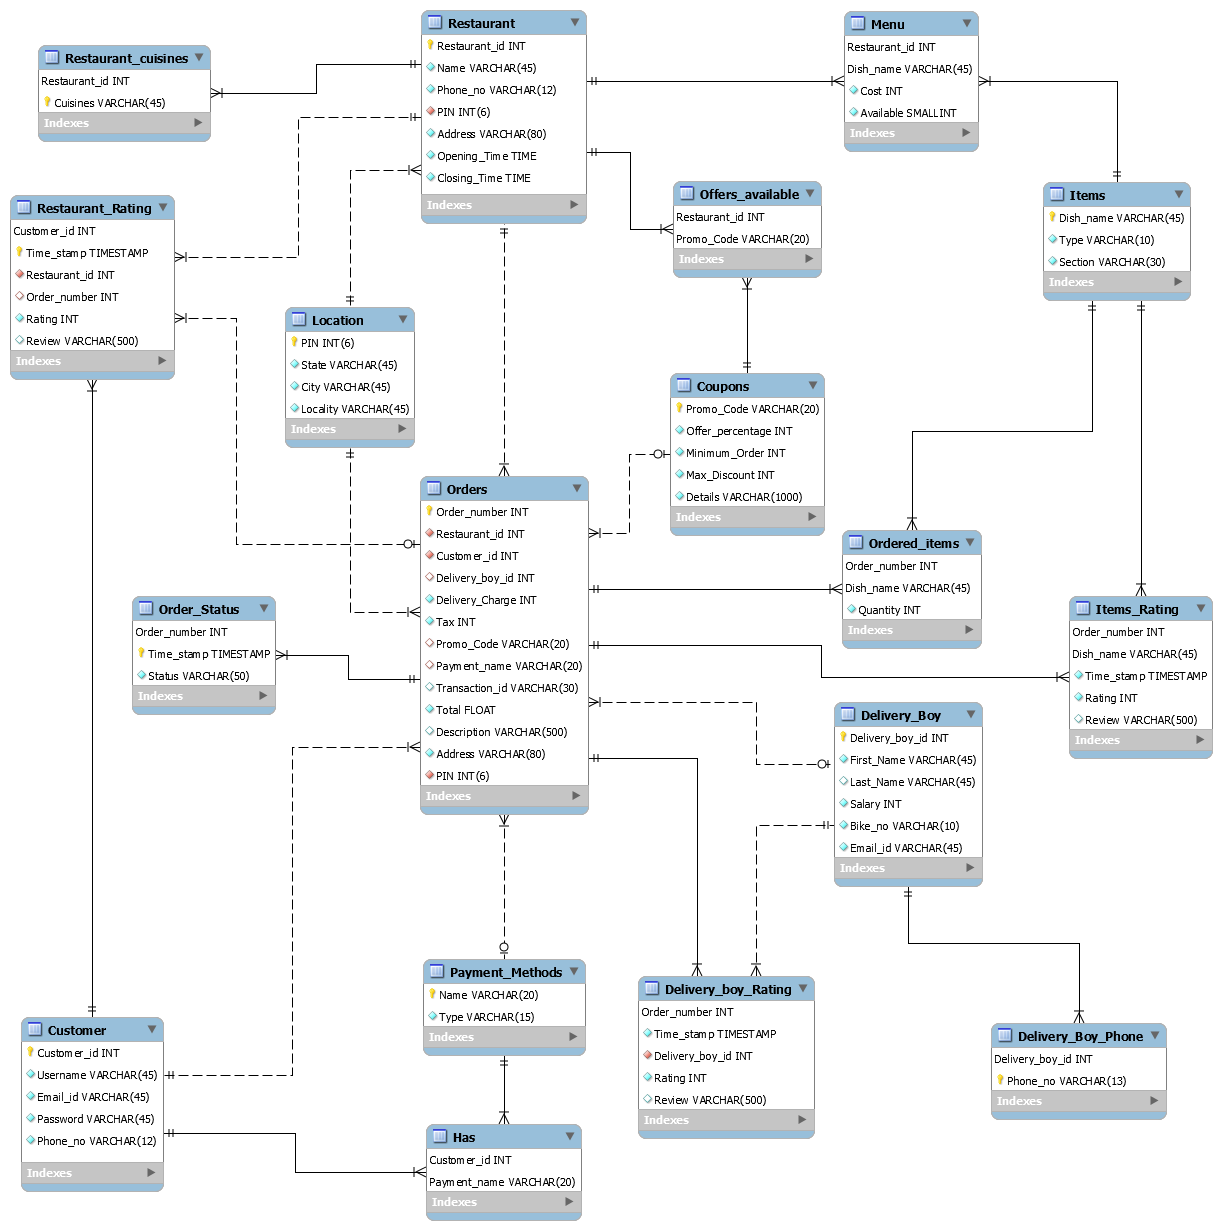 Restaurant
Restaurant_id INT
Name VARCHAR(45)
Phone_no VARCHAR(12)
PIN INT(6)
Address VARCHAR(80)
Opening_Time TIME
Closing_Time TIME
Indexes
Menu
Restaurant_id INT
Dish_name VARCHAR(45)
Cost INT
Available SMALLINT
Indexes
Restaurant_cuisines
Restaurant_id INT
Cuisines VARCHAR(45)
Indexes
Restaurant_Rating
Customer_id INT
Time_stamp TIMESTAMP
Restaurant_id INT
Order_number INT
Rating INT
Review VARCHAR(500)
Indexes
Offers_available
Restaurant_id INT
Promo_Code VARCHAR(20)
Indexes
Items
Dish_name VARCHAR(45)
Type VARCHAR(10)
Section VARCHAR(30)
Indexes
Location
PIN INT(6)
State VARCHAR(45)
City VARCHAR(45)
Locality VARCHAR(45)
Indexes
Coupons
Promo_Code VARCHAR(20)
Offer_percentage INT
Minimum_Order INT
Max_Discount INT
Details VARCHAR(1000)
Indexes
Orders
Order_number INT
Restaurant_id INT
Customer_id INT
Delivery_boy_id INT
Delivery_Charge INT
Tax INT
Promo_Code VARCHAR(20)
Payment_name VARCHAR(20)
Transaction_id VARCHAR(30)
Total FLOAT
Description VARCHAR(500)
Address VARCHAR(80)
PIN INT(6)
Indexes
Ordered_items
Order_number INT
Dish_name VARCHAR(45)
Quantity INT
Indexes
Order_Status
Order_number INT
Time_stamp TIMESTAMP
Status VARCHAR(50)
Indexes
Items_Rating
Order_number INT
Dish_name VARCHAR(45)
Time_stamp TIMESTAMP
Rating INT
Review VARCHAR(500)
Indexes
Delivery_Boy
Delivery_boy_id INT
First_Name VARCHAR(45)
Last_Name VARCHAR(45)
Salary INT
Bike_no VARCHAR(10)
Email_id VARCHAR(45)
Indexes
Payment_Methods
Name VARCHAR(20)
Type VARCHAR(15)
Indexes
Delivery_boy_Rating
Order_number INT
Time_stamp TIMESTAMP
Delivery_boy_id INT
Rating INT
Review VARCHAR(500)
Indexes
Customer
Customer_id INT
Username VARCHAR(45)
Email_id VARCHAR(45)
Password VARCHAR(45)
Phone_no VARCHAR(12)
Indexes
Delivery_Boy_Phone
Delivery_boy_id INT
Phone_no VARCHAR(13)
Indexes
Has
Customer_id INT
Payment_name VARCHAR(20)
Indexes